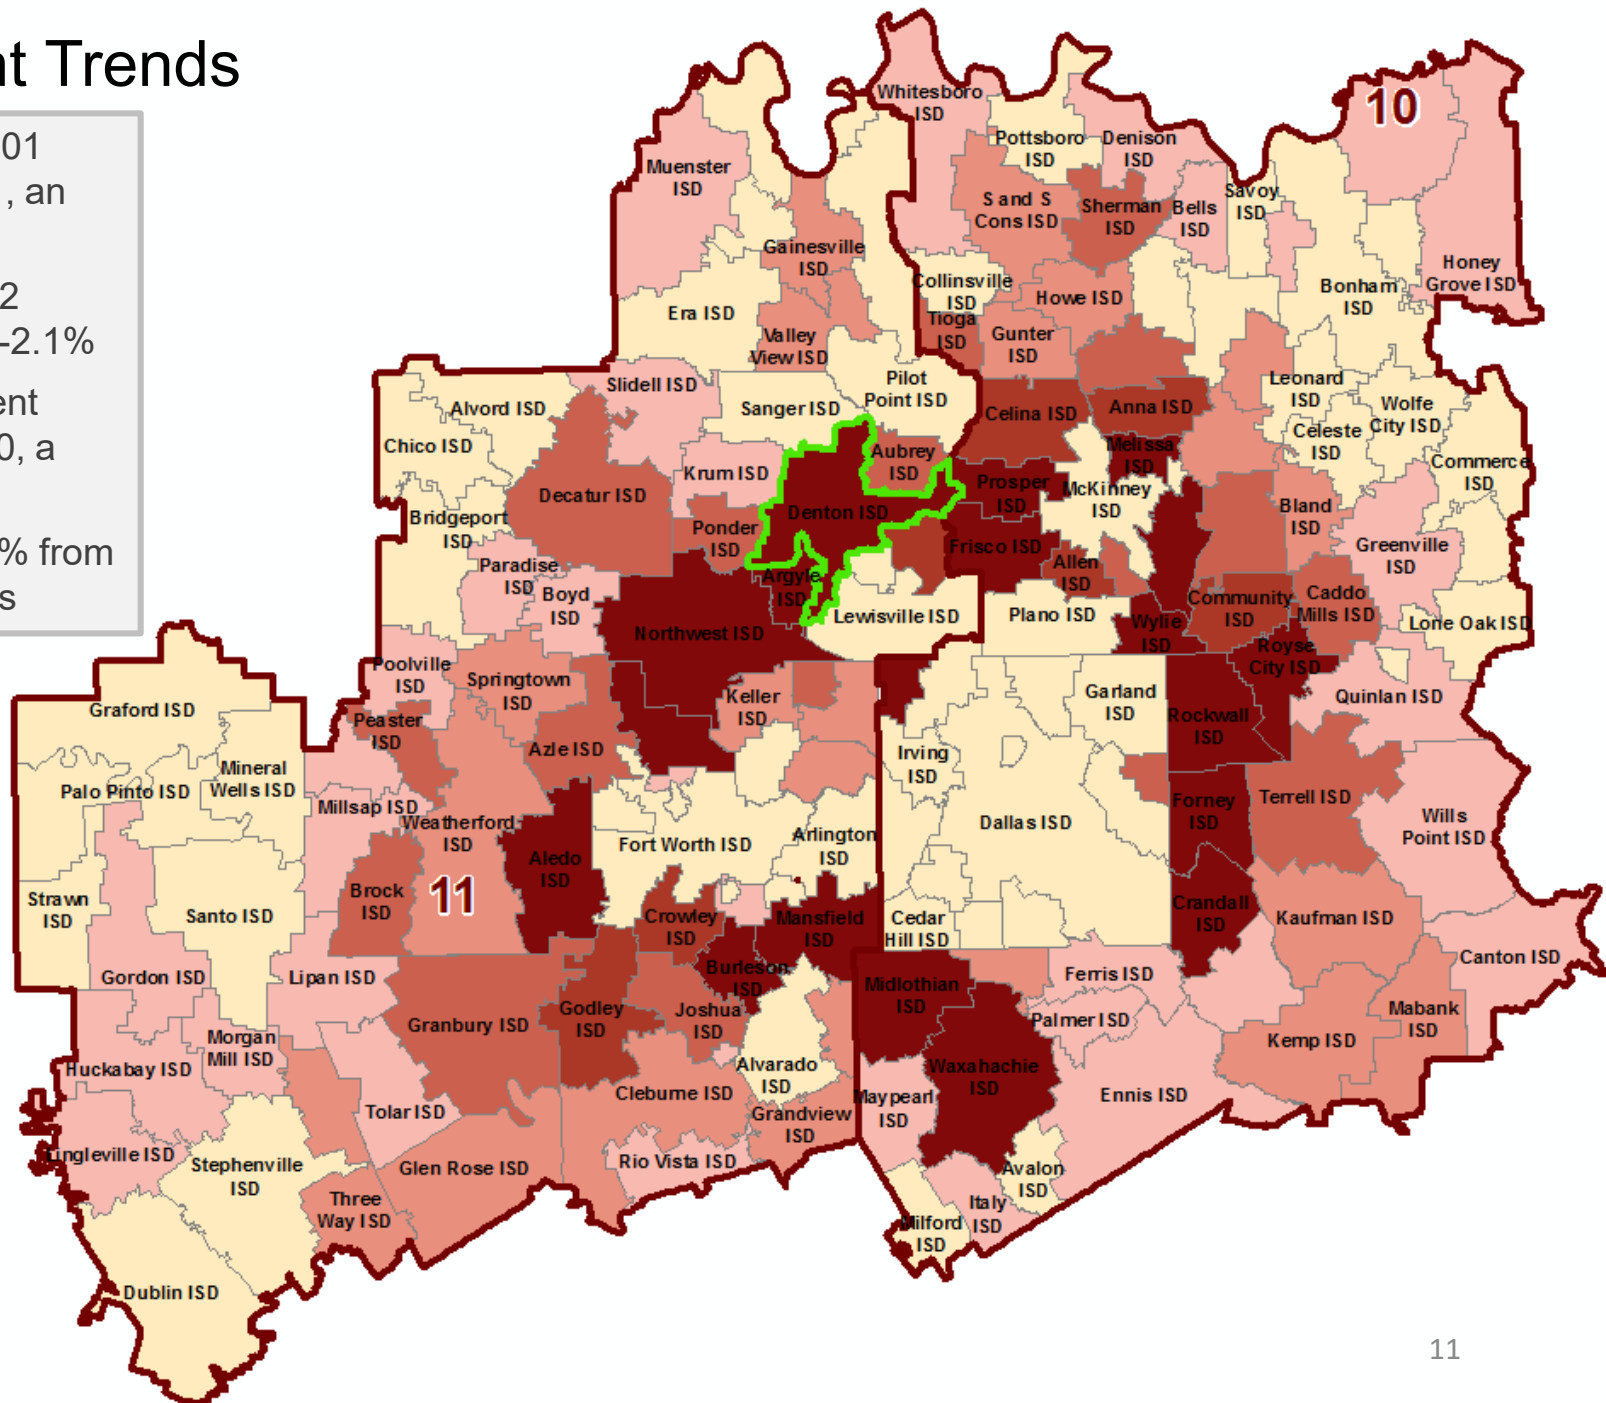 nt Trends
01
, an
2
-2.1%
ent
0, a
% from
s
10
Whitesboro
ISD
Pottsboro
ISD
Denison
ISD
Muenster
ISD
S and S
Cons ISD
Sherman
ISD
Bells
ISD
Savoy
ISD
Gainesville
ISD
Collinsville
ISD
Howe ISD
Bonham
ISD
Honey
Grove ISD
Era ISD
Valley
View ISD
Tioga
ISD
Gunter
ISD
Slidell ISD
Pilot
Point ISD
Leonard
ISD
Alvord ISD
Sanger ISD
Celina ISD
Anna ISD
Wolfe
City ISD
Chico ISD
Celeste
ISD
Aubrey
ISD
Melissa
ISD
Commerce
ISD
Krum ISD
Decatur ISD
Prosper
ISD
McKinney
ISD
Denton ISD
Bland
ISD
Bridgeport
ISD
Ponder
ISD
Frisco ISD
Greenville
ISD
Paradise
ISD
Argyle
ISD
Allen
ISD
Boyd
ISD
Lewisville ISD
Plano ISD
Community
ISD
Caddo
Mills ISD
Lone Oak ISD
Northwest ISD
Wylie
ISD
Royse
City ISD
Poolville
ISD
Springtown
ISD
Keller
ISD
Garland
ISD
Quinlan ISD
Graford ISD
Peaster
ISD
Azle ISD
Rockwall
ISD
Irving
ISD
Mineral
Wells ISD
Palo Pinto ISD
Millsap ISD
Weatherford
ISD
Forney
ISD
Terrell ISD
Wills
Point ISD
Dallas ISD
Fort Worth ISD
Arlington
ISD
Aledo
ISD
Brock
ISD
11
Strawn
ISD
Santo ISD
Crowley
ISD
Mansfield
ISD
Cedar
Hill ISD
Crandall
ISD
Kaufman ISD
Canton ISD
Gordon ISD
Lipan ISD
Burleson
ISD
Midlothian
ISD
Ferris ISD
Granbury ISD
Godley
ISD
Joshua
ISD
Palmer ISD
Mabank
ISD
Kemp ISD
Morgan
Mill ISD
Huckabay ISD
Alvarado
ISD
Waxahachie
ISD
Cleburne ISD
Ennis ISD
Maypearl
ISD
Tolar ISD
Grandview
ISD
Lingleville ISD
Stephenville
ISD
Glen Rose ISD
Rio Vista ISD
Avalon
ISD
Three
Way ISD
Italy
ISD
Milford
ISD
Dublin ISD
11